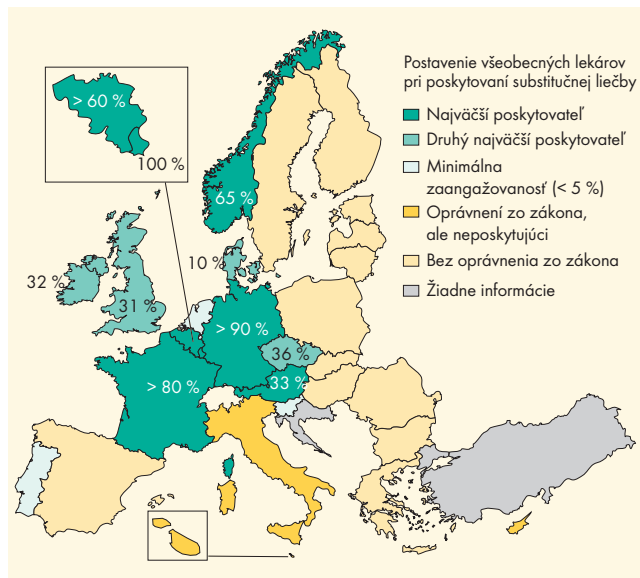 Postavenie všeobecných lekárov
pri poskytovaní substitučnej liečby
Najväčší poskytovateľ
Druhý najväčší poskytovateľ
Minimálna
zaangažovanosť (< 5 %)
Oprávnení zo zákona,
ale neposkytujúci
Bez oprávnenia zo zákona
Žiadne informácie
> 60 %
100 %
65 %
10 %
32 %
31 %
> 90 %
36 %
33 %
> 80 %